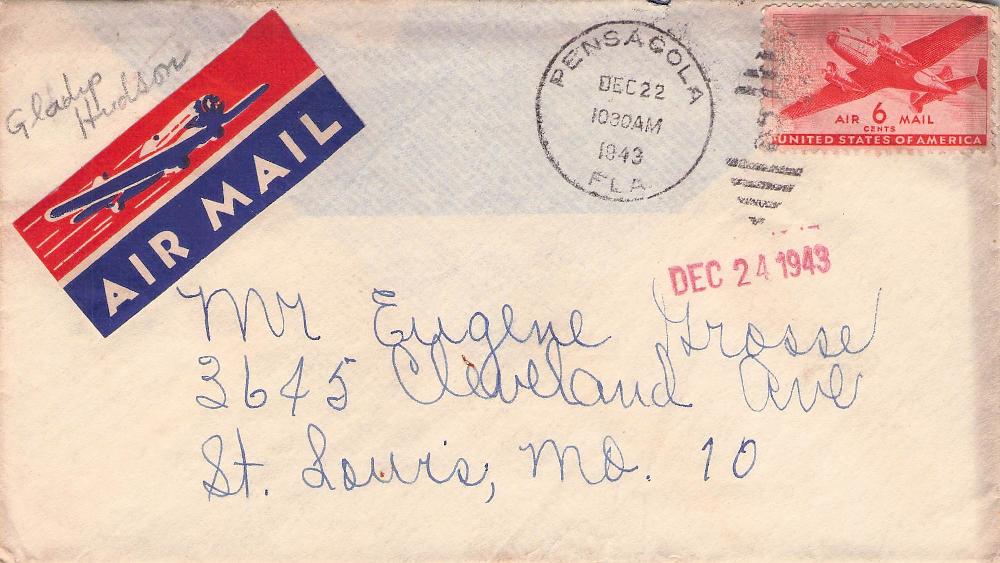 Gladys
Hudson
AIR MAIL
PENSACOLA
DEC 22
1030AM
1943
FLA.
AIR 6 MAIL
CENTS
UNITED STATES OF AMERICA
DEC 24 1943
Mr Eugene Grosse
3645 Cleveland Ave
St. Louis, Mo. 10